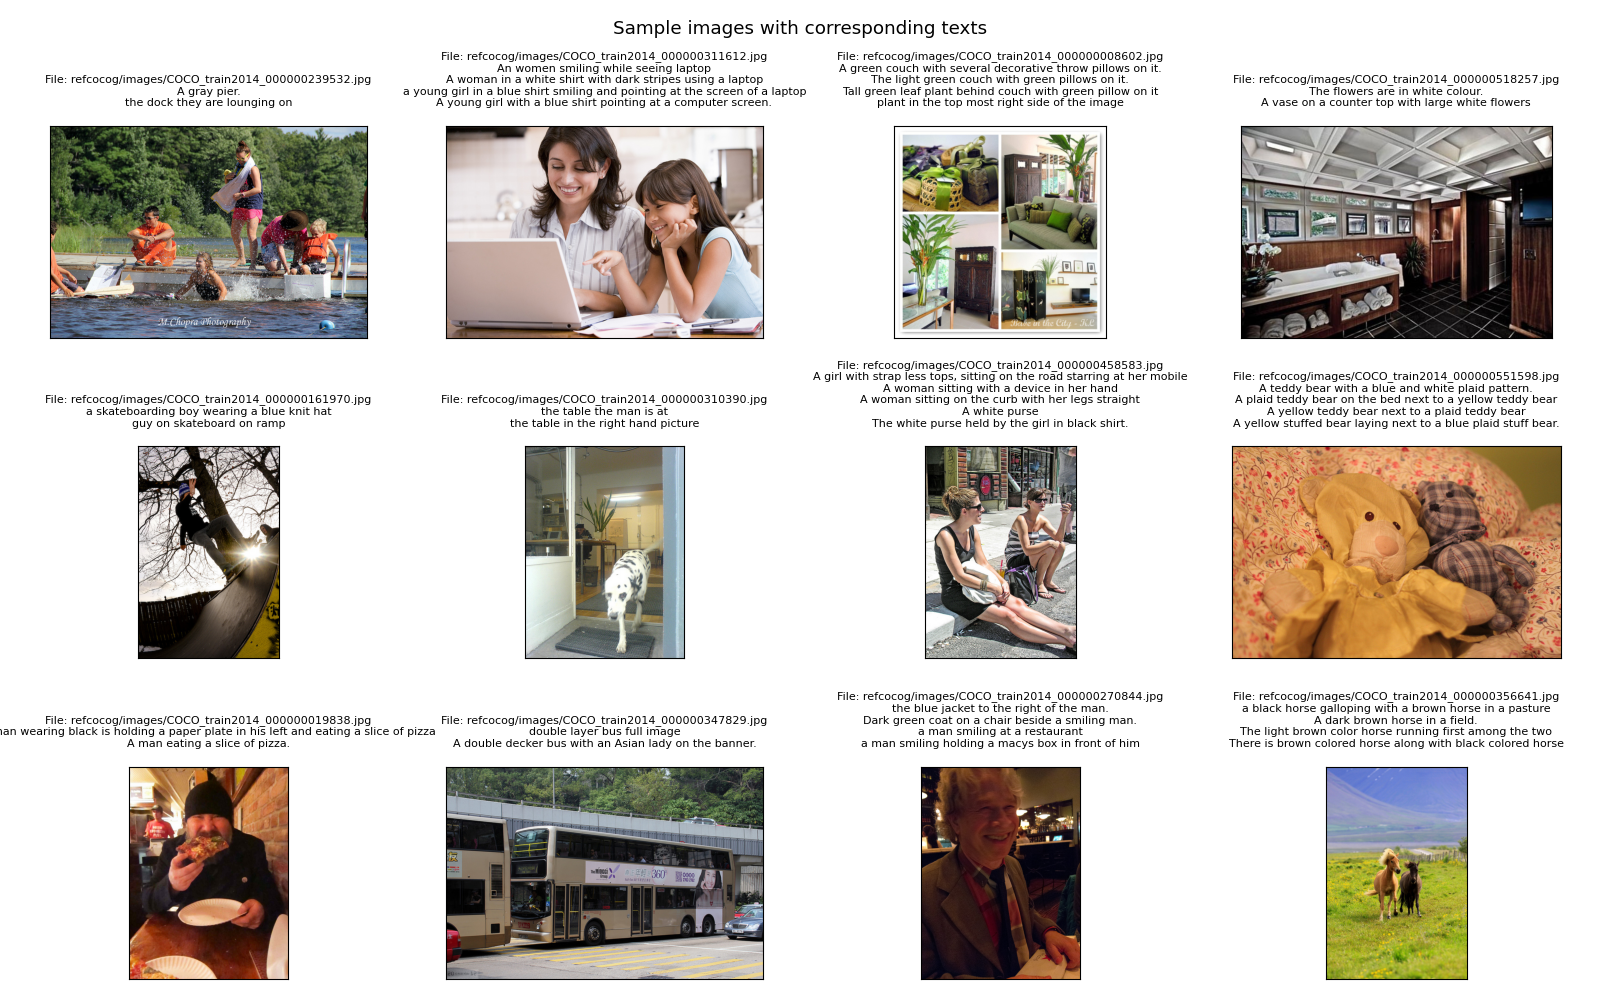 Sample images with corresponding texts
File: refcocog/images/COCO_train2014_000000239532.jpg
A gray pier.
the dock they are lounging on
File: refcocog/images/COCO_train2014_000000311612.jpg
An women smiling while seeing laptop
A woman in a white shirt with dark stripes using a laptop
a young girl in a blue shirt smiling and pointing at the screen of a laptop
A young girl with a blue shirt pointing at a computer screen.
File: refcocog/images/COCO_train2014_000000008602.jpg
A green couch with several decorative throw pillows on it.
The light green couch with green pillows on it.
Tall green leaf plant behind couch with green pillow on it
plant in the top most right side of the image
File: refcocog/images/COCO_train2014_000000518257.jpg
The flowers are in white colour.
A vase on a counter top with large white flowers
M.Chopra Photography
Babe in the City - KL
File: refcocog/images/COCO_train2014_000000161970.jpg
a skateboarding boy wearing a blue knit hat
guy on skateboard on ramp
File: refcocog/images/COCO_train2014_000000310390.jpg
the table the man is at
the table in the right hand picture
File: refcocog/images/COCO_train2014_000000458583.jpg
A girl with strap less tops, sitting on the road starring at her mobile
A woman sitting with a device in her hand
A woman sitting on the curb with her legs straight
A white purse
The white purse held by the girl in black shirt.
File: refcocog/images/COCO_train2014_000000551598.jpg
A teddy bear with a blue and white plaid pattern.
A plaid teddy bear on the bed next to a yellow teddy bear
A yellow teddy bear next to a plaid teddy bear
A yellow stuffed bear laying next to a blue plaid stuff bear.
File: refcocog/images/COCO_train2014_000000019838.jpg
man wearing black is holding a paper plate in his left and eating a slice of pizza
A man eating a slice of pizza.
File: refcocog/images/COCO_train2014_000000347829.jpg
double layer bus full image
A double decker bus with an Asian lady on the banner.
File: refcocog/images/COCO_train2014_000000270844.jpg
the blue jacket to the right of the man.
Dark green coat on a chair beside a smiling man.
a man smiling at a restaurant
a man smiling holding a macys box in front of him
File: refcocog/images/COCO_train2014_000000356641.jpg
a black horse galloping with a brown horse in a pasture
A dark brown horse in a field.
The light brown color horse running first among the two
There is brown colored horse along with black colored horse
360°